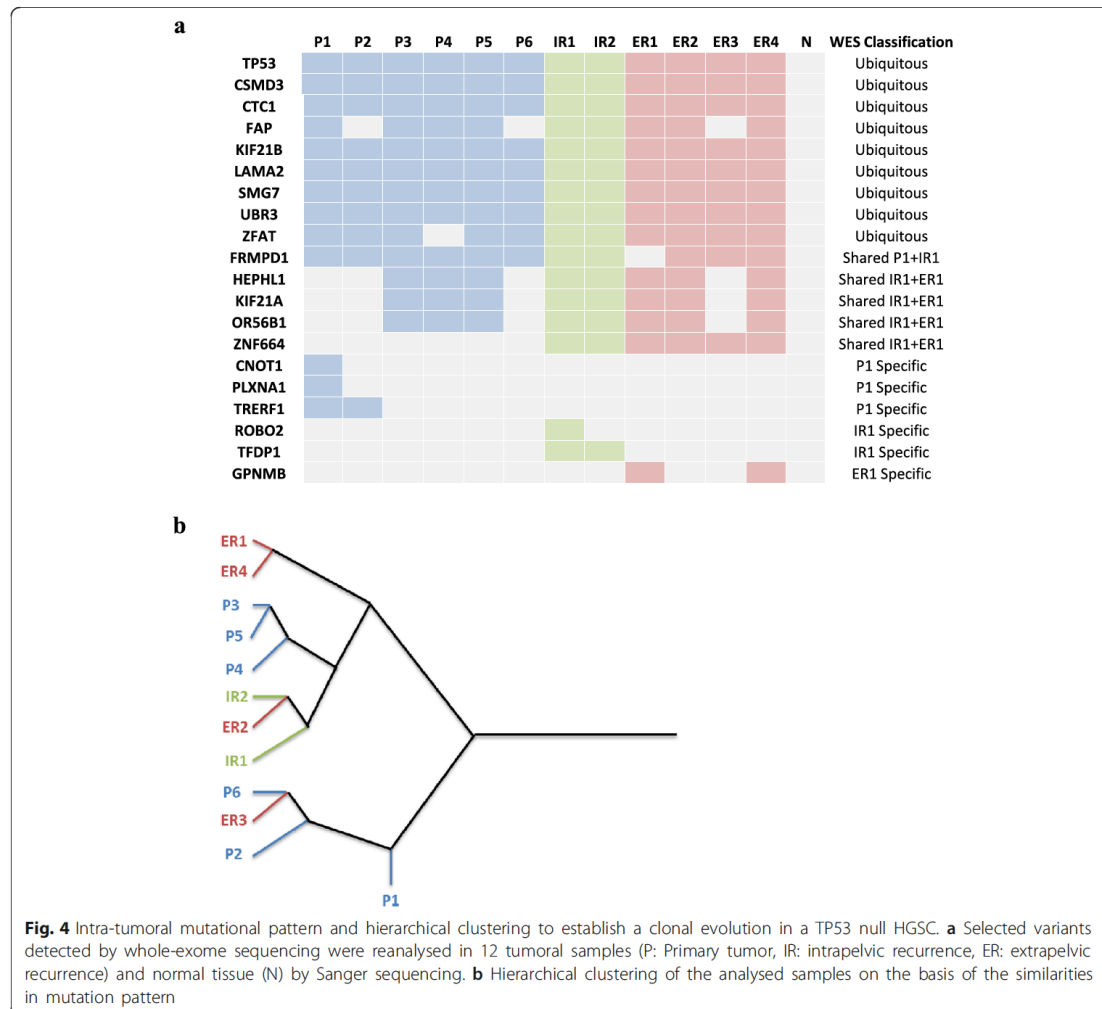 a
P1 P2 P3 P4 P5 P6 IR1 IR2 ER1 ER2 ER3 ER4 N WES Classification
TP53 Ubiquitous
CSMD3 Ubiquitous
CTC1 Ubiquitous
FAP Ubiquitous
KIF21B Ubiquitous
LAMA2 Ubiquitous
SMG7 Ubiquitous
UBR3 Ubiquitous
ZFAT Ubiquitous
FRMPD1 Shared P1+IR1
HEPHL1 Shared IR1+ER1
KIF21A Shared IR1+ER1
OR56B1 Shared IR1+ER1
ZNF664 Shared IR1+ER1
CNOT1 P1 Specific
PLXNA1 P1 Specific
TRERF1 P1 Specific
ROBO2 IR1 Specific
TFDP1 IR1 Specific
GPNMB ER1 Specific
b
ER1
ER4
P3
P5
P4
IR2
ER2
IR1
P6
ER3
P2
P1
Fig. 4 Intra-tumoral mutational pattern and hierarchical clustering to establish a clonal evolution in a TP53 null HGSC. a Selected variants
detected by whole-exome sequencing were reanalysed in 12 tumoral samples (P: Primary tumor, IR: intrapelvic recurrence, ER: extrapelvic
recurrence) and normal tissue (N) by Sanger sequencing. b Hierarchical clustering of the analysed samples on the basis of the similarities
in mutation pattern